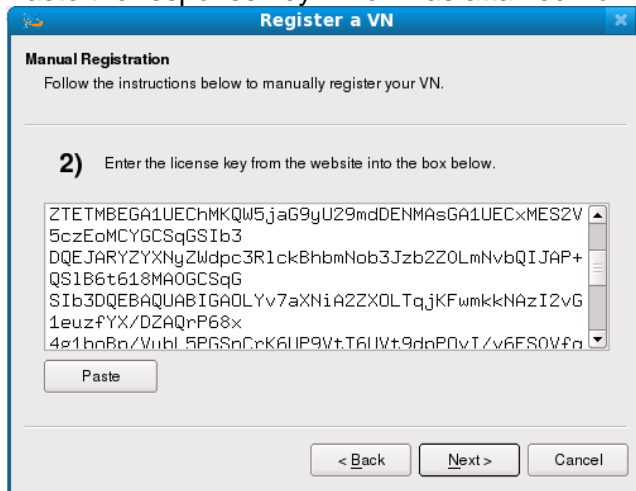 Register a VN
Manual Registration
Follow the instructions below to manually register your VN.
2) Enter the license key from the website into the box below.
ZTETMBEGA1UEChMKQW5jaG9yU29mdDENMAsGA1UECxMES2V
5czEoMCYGCSqGSIb3
DQEJARYZYXNyZWdpc3RlckBhbmNob3Jzb2Z0LmNvbQIJAP+
QSlB6t618MA0GCSqG
SIb3DQEBAQUABIGAOLYv7aXNiA2ZXOLTqjKFwmkkNAzI2vG
1euzfYX/DZAQrP68x
Paste
< Back Next > Cancel